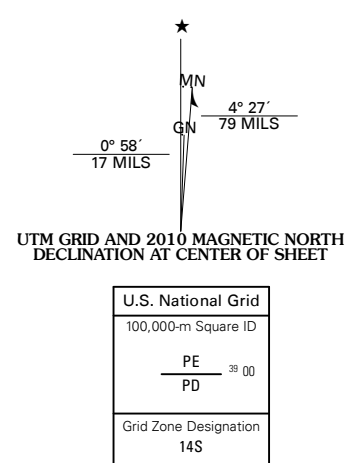 ★
MN
4° 27´
79 MILS
GN
0° 58´
17 MILS
UTM GRID AND 2010 MAGNETIC NORTH
DECLINATION AT CENTER OF SHEET
U.S. National Grid
100,000-m Square ID
PE
39 00
PD
Grid Zone Designation
14S